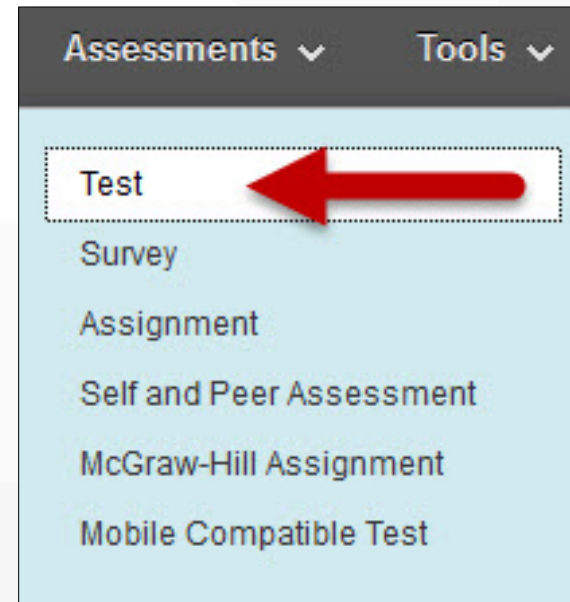 Assessments Tools
Test
Survey
Assignment
Self and Peer Assessment
McGraw-Hill Assignment
Mobile Compatible Test